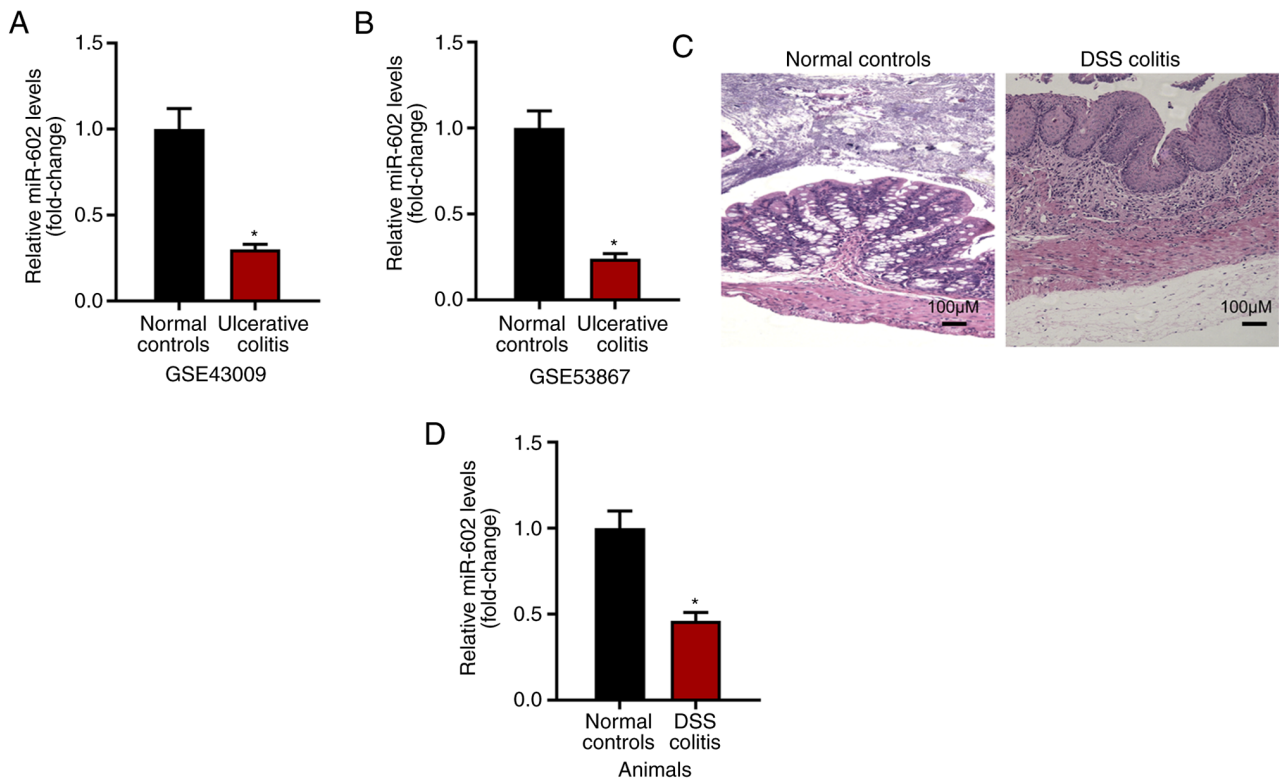 A
Relative miR-602 levels
(fold-change)
1.5
1.0
0.5
0.0
*
Normal
controls
Ulcerative
colitis
GSE43009
B
Relative miR-602 levels
(fold-change)
1.5
1.0
0.5
0.0
*
Normal
controls
Ulcerative
colitis
GSE53867
C
Normal controls
DSS colitis
100μM
100μM
D
Relative miR-602 levels
(fold-change)
1.5
1.0
0.5
0.0
*
Normal
controls
DSS
colitis
Animals